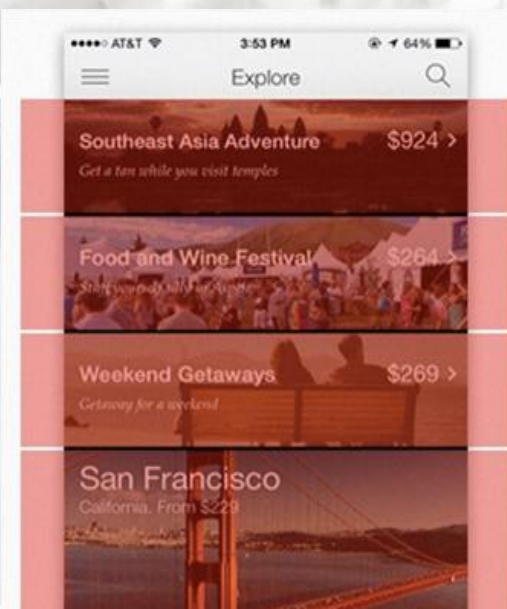 AT&T 3:53 PM 64%
Explore
Southeast Asia Adventure $924 >
Get a tan while you visit temples
Food and Wine Festival $264 >
Weekend Getaways $269 >
Getaway for a weekend
San Francisco
California. From $229